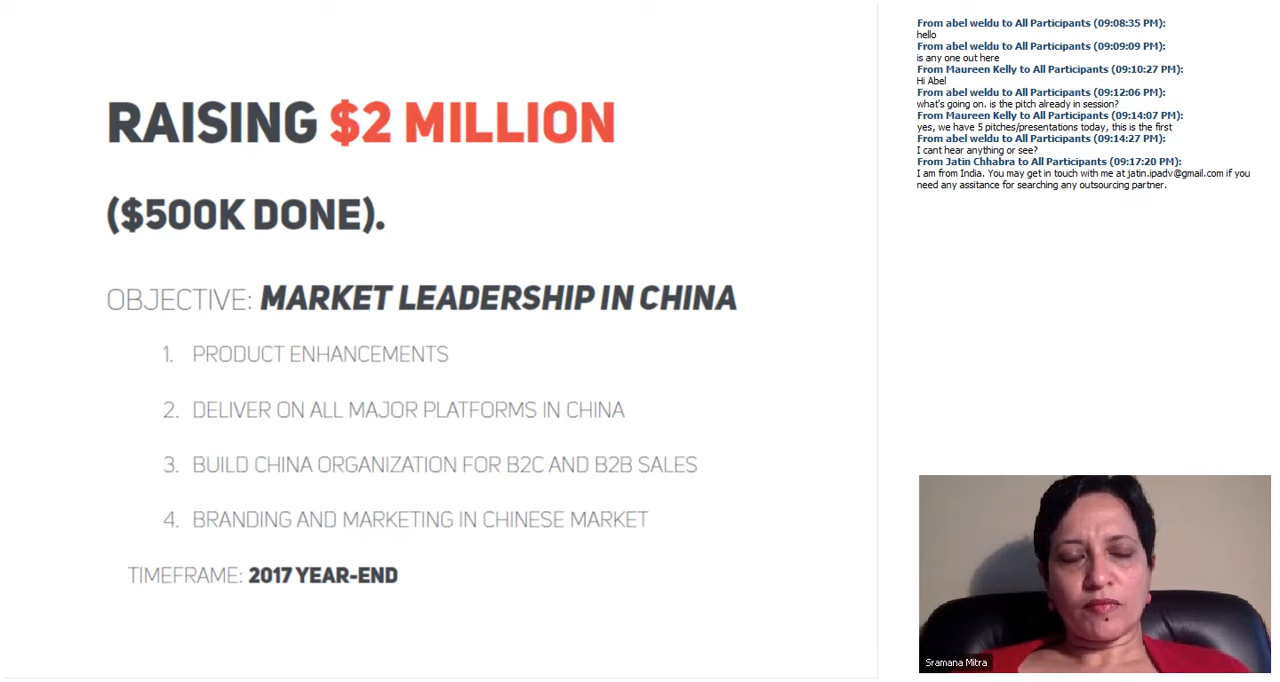 RAISING $2 MILLION
($500K DONE).
OBJECTIVE: MARKET LEADERSHIP IN CHINA
1. PRODUCT ENHANCEMENTS
2. DELIVER ON ALL MAJOR PLATFORMS IN CHINA
3. BUILD CHINA ORGANIZATION FOR B2C AND B2B SALES
4. BRANDING AND MARKETING IN CHINESE MARKET
TIMEFRAME: 2017 YEAR-END
From abel weldu to All Participants (09:08:35 PM):
hello
From abel weldu to All Participants (09:09:09 PM):
is any one out here
From Maureen Kelly to All Participants (09:10:27 PM):
Hi Abel
From abel weldu to All Participants (09:12:06 PM):
what's going on. is the pitch already in session?
From Maureen Kelly to All Participants (09:14:07 PM):
yes, we have 5 pitches/presentations today, this is the first
From abel weldu to All Participants (09:14:27 PM):
I cant hear anything or see?
From Jatin Chhabra to All Participants (09:17:20 PM):
I am from India. You may get in touch with me at jatin.ipadv@gmail.com if you
need any assitance for searching any outsourcing partner.
Sramana Mitra